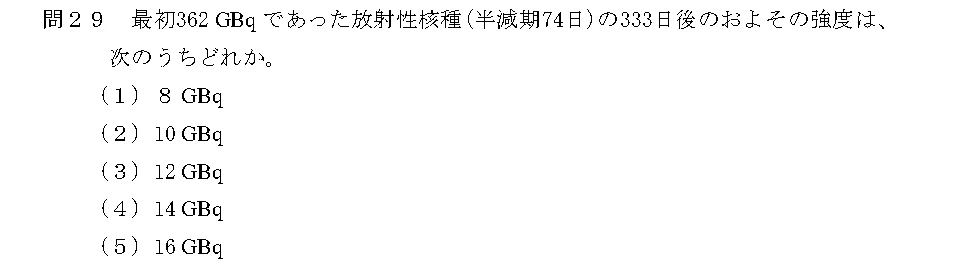 問２９　最初362 GBq であった放射性核種(半減期74日)の333日後のおよその強度は、
次のうちどれか。
（１） 8 GBq
（２） 10 GBq
（３） 12 GBq
（４） 14 GBq
（５） 16 GBq